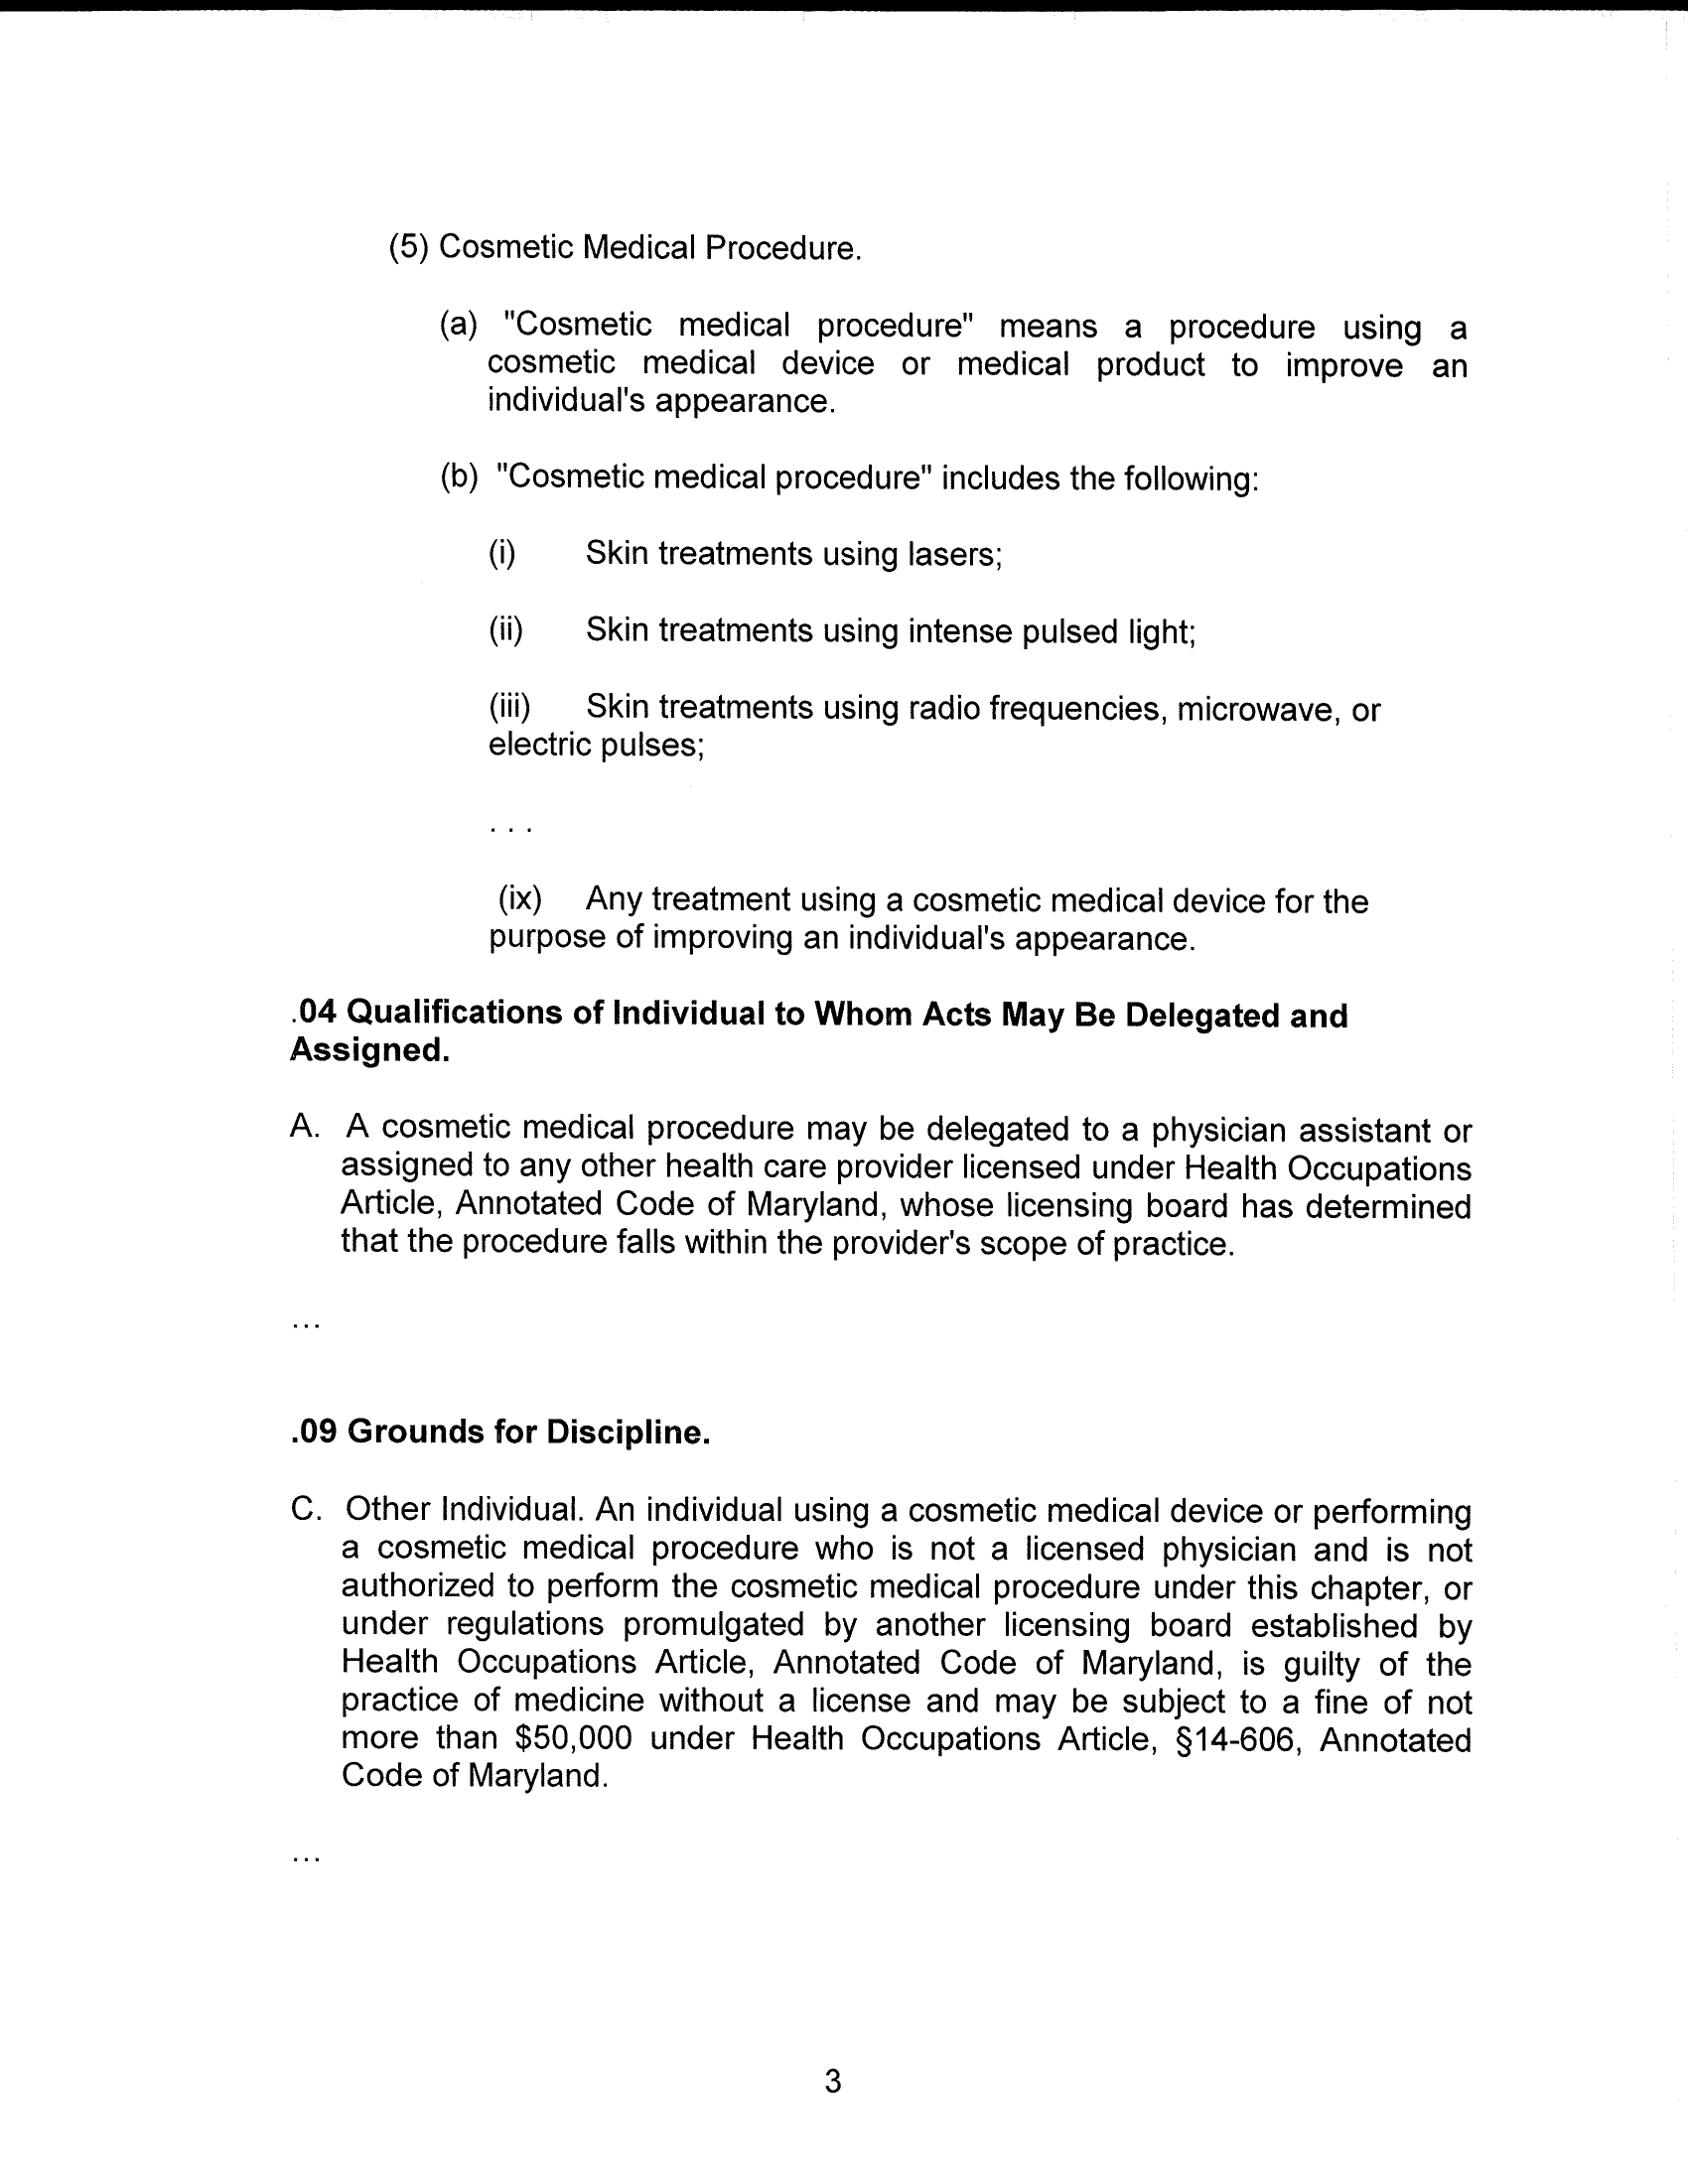 (5) Cosmetic Medical Procedure.
(a) "Cosmetic medical procedure" means a procedure using a
cosmetic medical device or medical product to improve an
individual's appearance.
(b) "Cosmetic medical procedure" includes the following:
(i) Skin treatments using lasers;
(ii) Skin treatments using intense pulsed light;
(iii) Skin treatments using radio frequencies, microwave, or
electric pulses;
. . .
(ix) Any treatment using a cosmetic medical device for the
purpose of improving an individual's appearance.
.04 Qualifications of Individual to Whom Acts May Be Delegated and
Assigned.
A. A cosmetic medical procedure may be delegated to a physician assistant or
assigned to any other health care provider licensed under Health Occupations
Article, Annotated Code of Maryland, whose licensing board has determined
that the procedure falls within the provider's scope of practice.
...
.09 Grounds for Discipline.
C. Other Individual. An individual using a cosmetic medical device or performing
a cosmetic medical procedure who is not a licensed physician and is not
authorized to perform the cosmetic medical procedure under this chapter, or
under regulations promulgated by another licensing board established by
Health Occupations Article, Annotated Code of Maryland, is guilty of the
practice of medicine without a license and may be subject to a fine of not
more than $50,000 under Health Occupations Article, §14-606, Annotated
Code of Maryland.
...
3